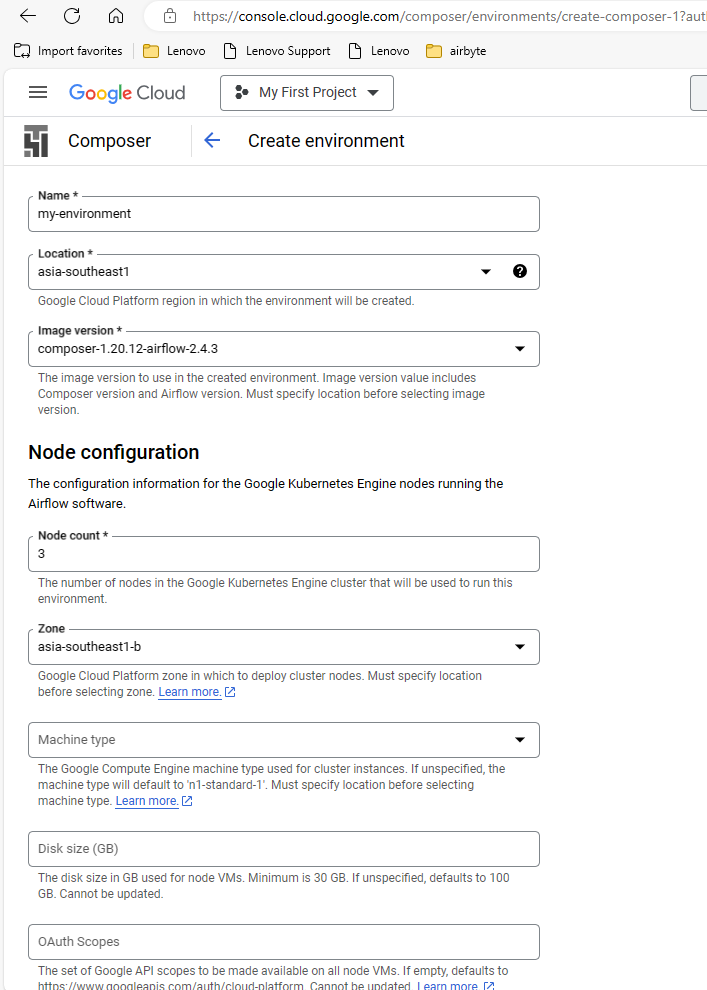 https://console.cloud.google.com/composer/environments/create-composer-1?aut
Import favorites Lenovo Lenovo Support Lenovo airbyte
Google Cloud My First Project
Composer Create environment
Name *
my-environment
Location *
asia-southeast1
Google Cloud Platform region in which the environment will be created.
Image version *
composer-1.20.12-airflow-2.4.3
The image version to use in the created environment. Image version value includes
Composer version and Airflow version. Must specify location before selecting image
version.
Node configuration
The configuration information for the Google Kubernetes Engine nodes running the
Airflow software.
Node count *
3
The number of nodes in the Google Kubernetes Engine cluster that will be used to run this
environment.
Zone
asia-southeast1-b
Google Cloud Platform zone in which to deploy cluster nodes. Must specify location
before selecting zone. Learn more.
Machine type
The Google Compute Engine machine type used for cluster instances. If unspecified, the
machine type will default to 'n1-standard-1'. Must specify location before selecting
machine type. Learn more.
Disk size (GB)
The disk size in GB used for node VMs. Minimum is 30 GB. If unspecified, defaults to 100
GB. Cannot be updated.
OAuth Scopes
The set of Google API scopes to be made available on all node VMs. If empty, defaults to
https://www.googleapis.com/auth/cloud-platform. Cannot be updated. Learn more.